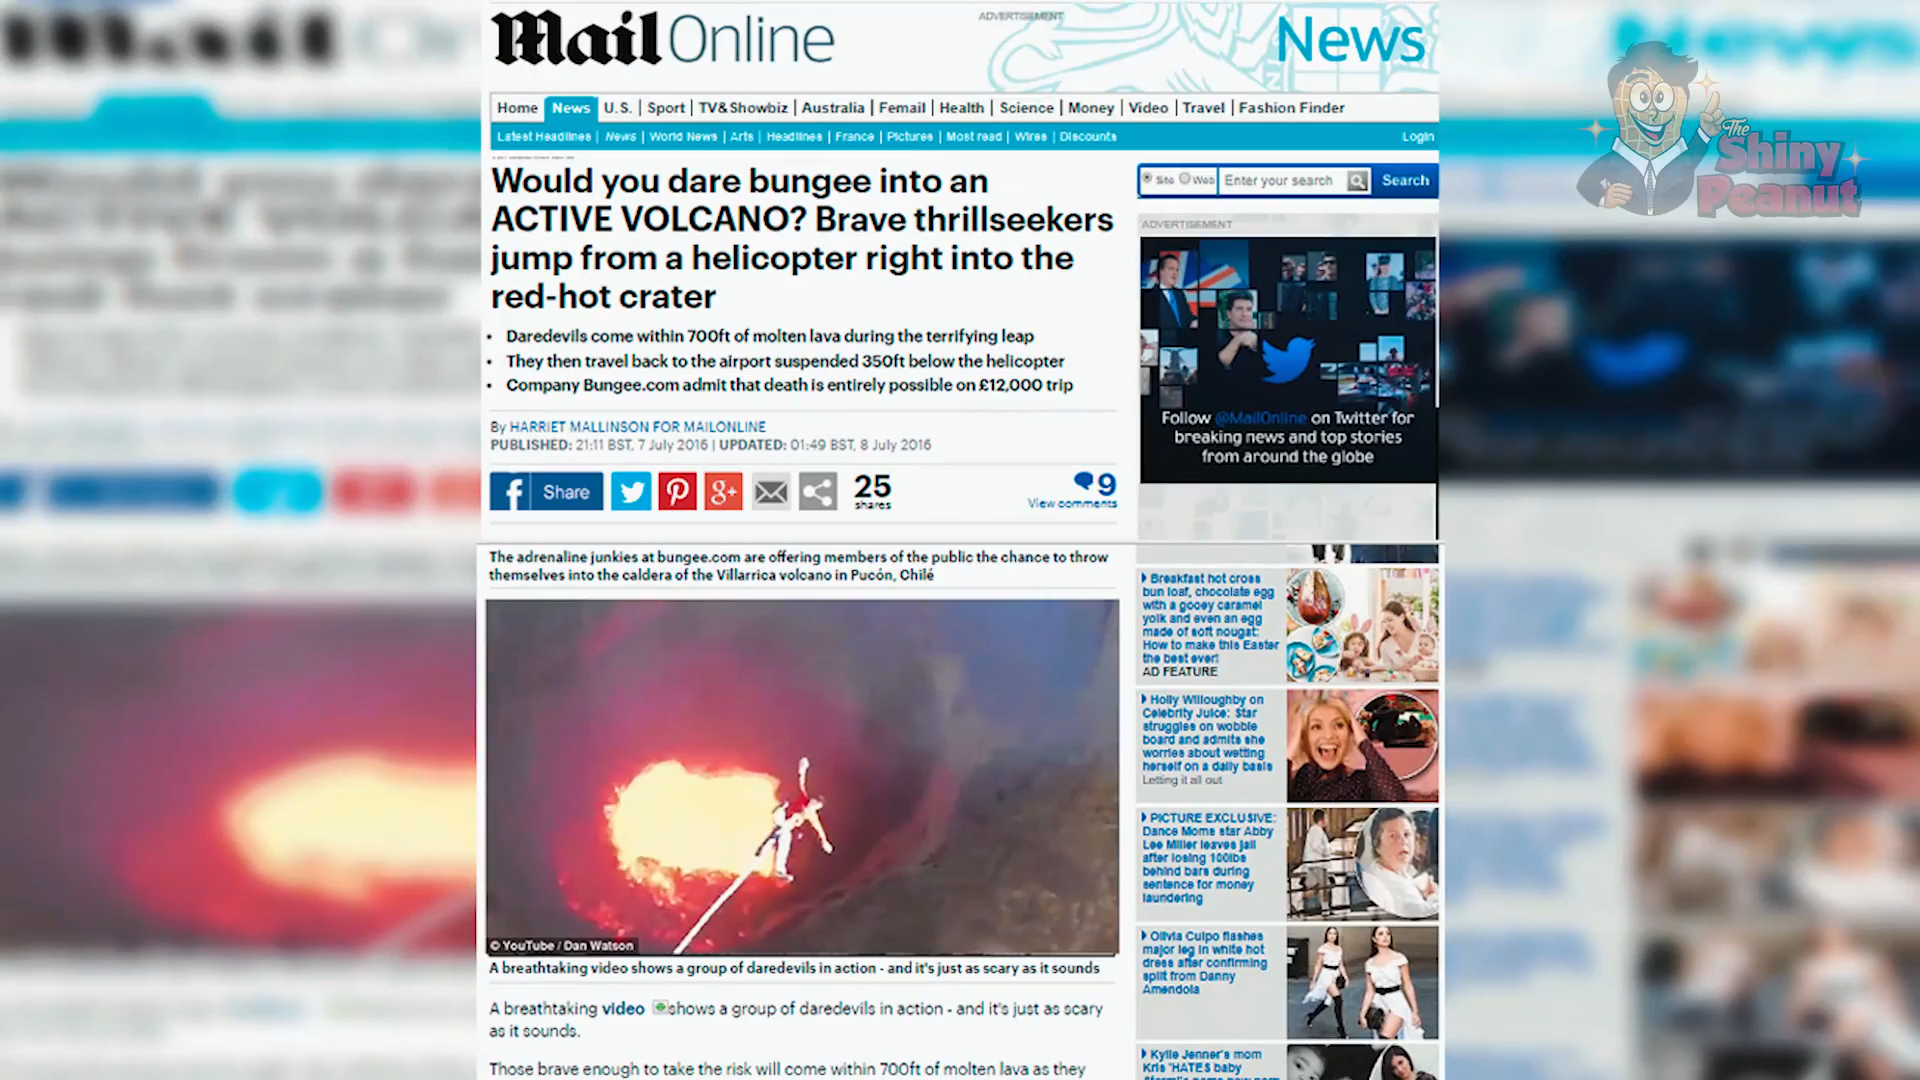 Mail Online
ADVERTISEMENT
News
The
Shiny
Peanut
Home News U.S. | Sport | TV&Showbiz | Australia | Femail | Health | Science | Money | Video | Travel | Fashion Finder
Latest Headlines | News | World News | Arts | Headlines | France | Pictures | Most read | Wires | Discounts
Login
Would you dare bungee into an
ACTIVE VOLCANO? Brave thrillseekers
jump from a helicopter right into the
red-hot crater
Site Web Enter your search Search
ADVERTISEMENT
• Daredevils come within 700ft of molten lava during the terrifying leap
• They then travel back to the airport suspended 350ft below the helicopter
• Company Bungee.com admit that death is entirely possible on £12,000 trip
By HARRIET MALLINSON FOR MAILONLINE
PUBLISHED: 21:11 BST, 7 July 2016 | UPDATED: 01:49 BST, 8 July 2016
Follow @MailOnline on Twitter for
breaking news and top stories
from around the globe
Share
25
shares
9
View comments
The adrenaline junkies at bungee.com are offering members of the public the chance to throw
themselves into the caldera of the Villarrica volcano in Pucón, Chilé
© YouTube / Dan Watson
A breathtaking video shows a group of daredevils in action - and it's just as scary as it sounds
A breathtaking video shows a group of daredevils in action - and it's just as scary
as it sounds.
Those brave enough to take the risk will come within 700ft of molten lava as they
Breakfast hot cross
bun loaf, chocolate egg
with a gooey caramel
yolk and even an egg
made of soft nougat:
How to make this Easter
the best ever!
AD FEATURE
Holly Willoughby on
Celebrity Juice: Star
struggles on wobble
board and admits she
worries about wetting
herself on a daily basis
Letting it all out
PICTURE EXCLUSIVE:
Dance Moms star Abby
Lee Miller leaves jail
after losing 100lbs
behind bars during
sentence for money
laundering
Olivia Culpo flashes
major leg in white hot
dress after confirming
split from Danny
Amendola
Kylie Jenner's mom
Kris 'HATES baby